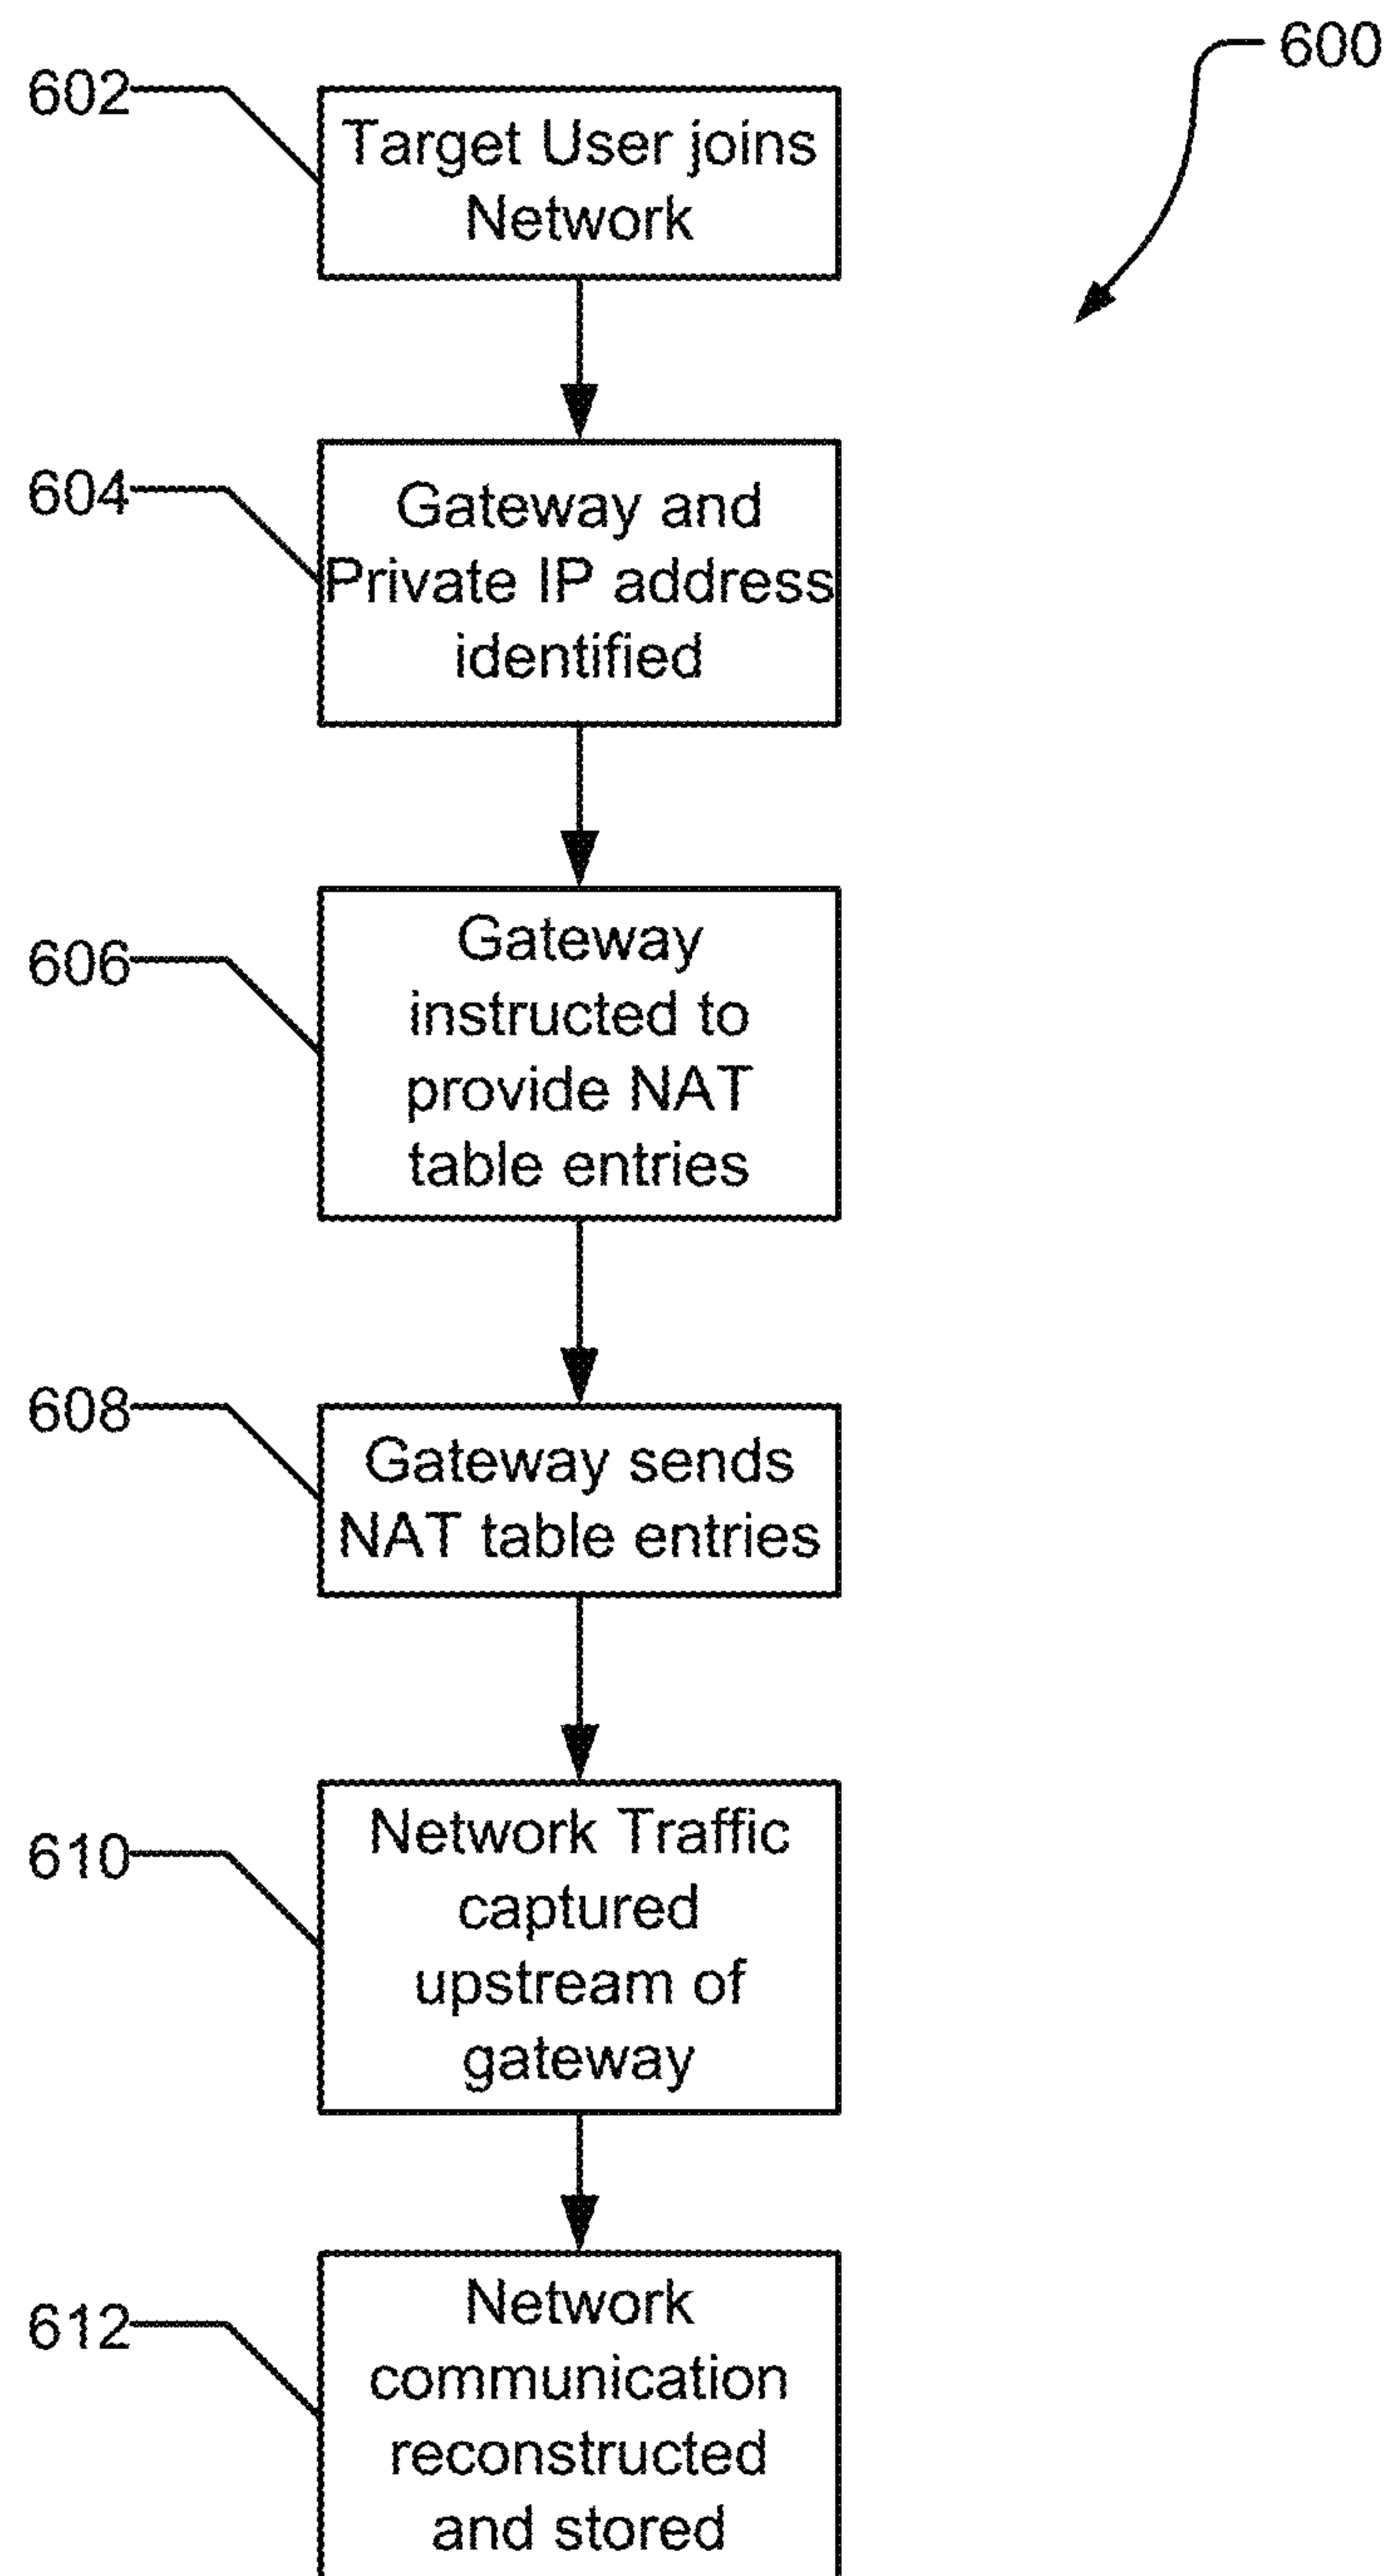 600
602
Target User joins
Network
604
Gateway and
Private IP address
identified
606
Gateway
instructed to
provide NAT
table entries
608
Gateway sends
NAT table entries
610
Network Traffic
captured
upstream of
gateway
612
Network
communication
reconstructed
and stored